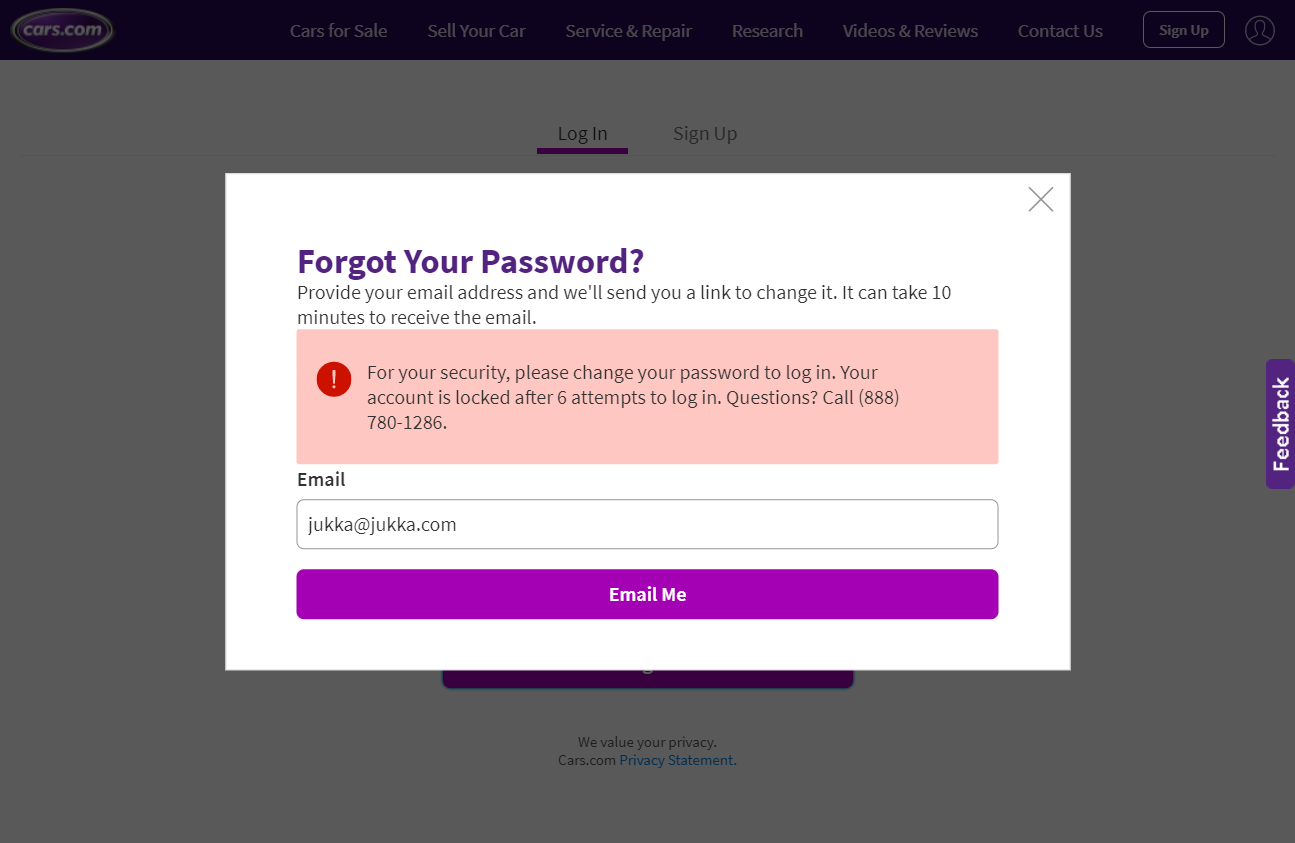 cars.com
Cars for Sale
Sell Your Car
Service & Repair
Research
Videos & Reviews
Contact Us
Sign Up
Log In
Sign Up
Forgot Your Password?
Provide your email address and we'll send you a link to change it. It can take 10
minutes to receive the email.
!
For your security, please change your password to log in. Your
account is locked after 6 attempts to log in. Questions? Call (888)
780-1286.
Email
jukka@jukka.com
Email Me
Feedback
We value your privacy.
Cars.com Privacy Statement.